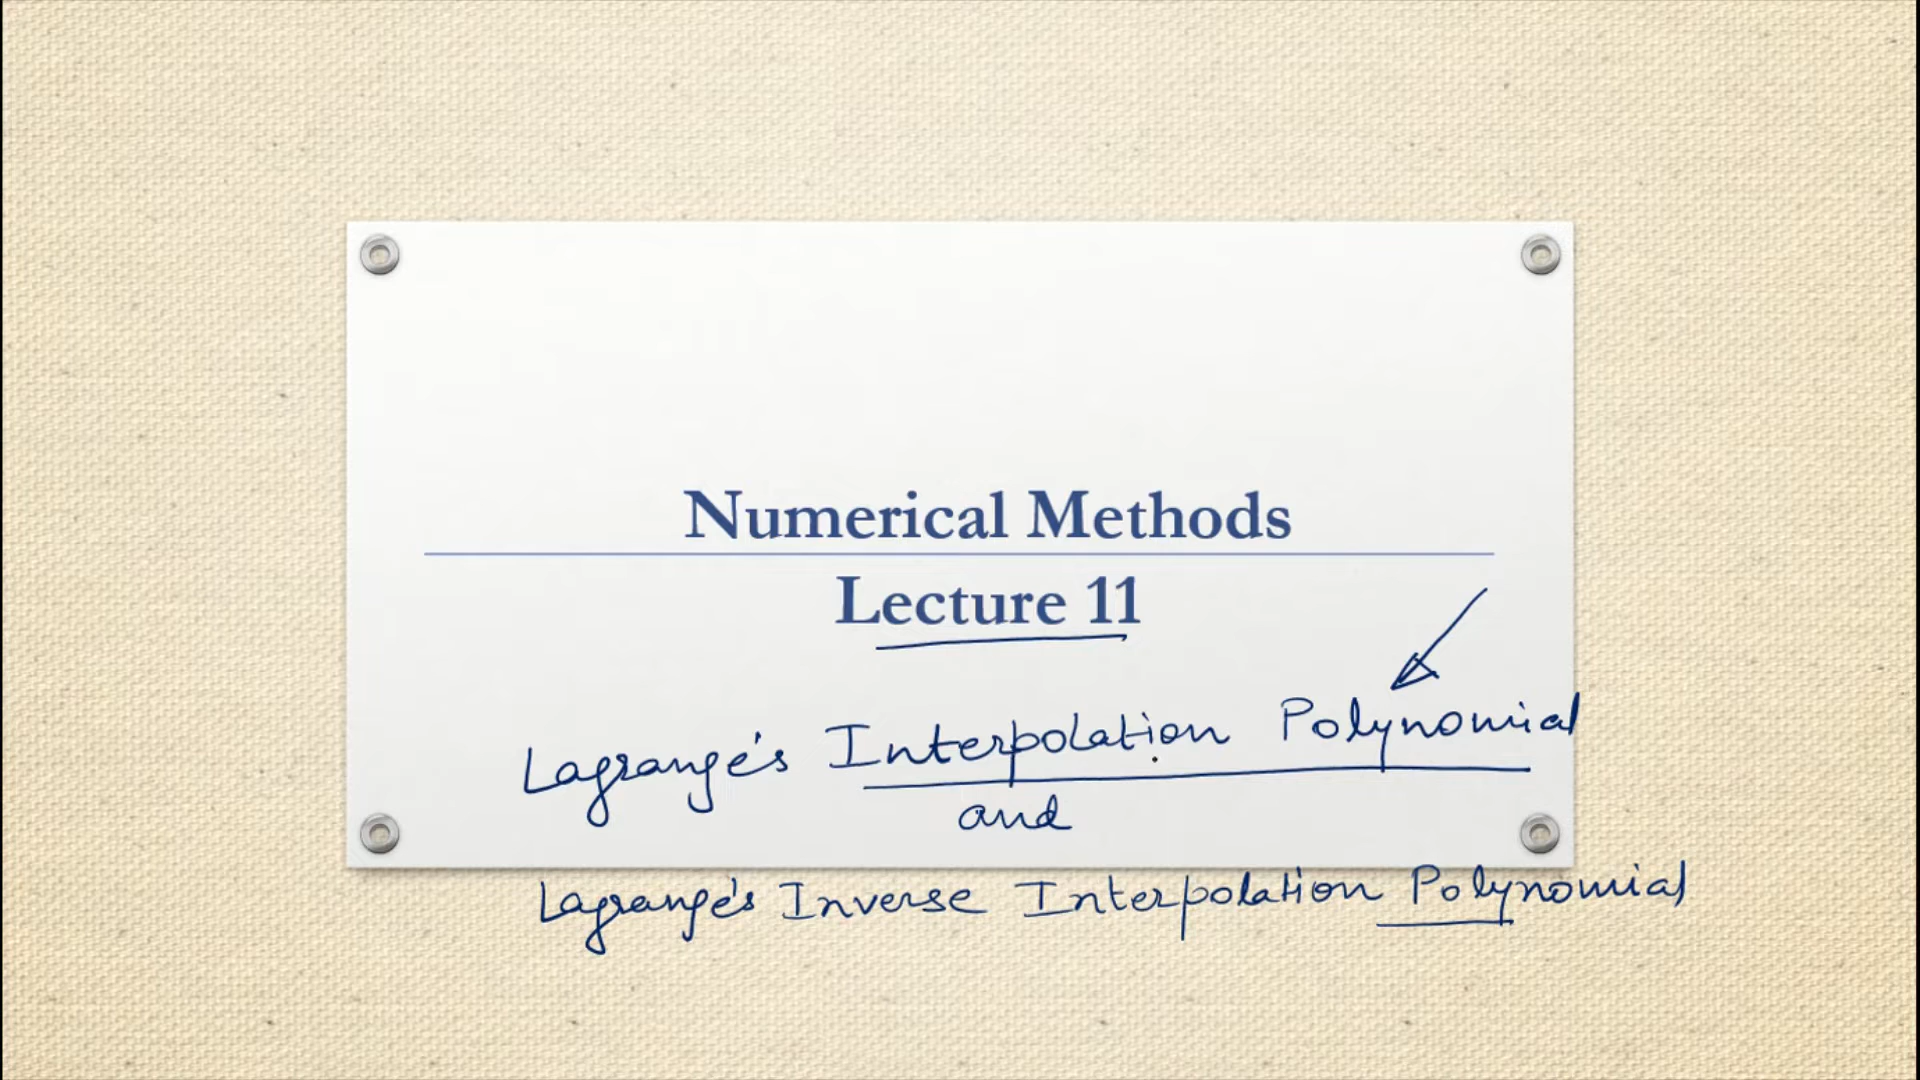 Numerical Methods
Lecture 11
Lagrange's Interpolation Polynomial
and
Lagrange's Inverse Interpolation Polynomial